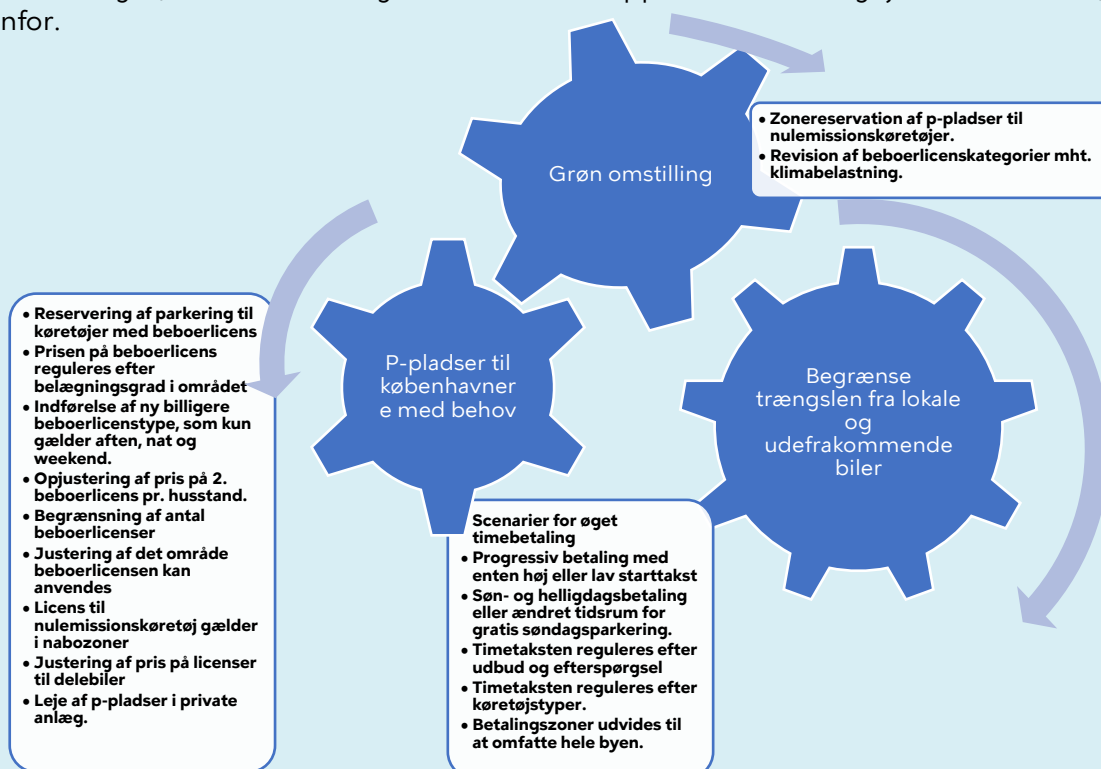 nfor.
Grøn omstilling
• Zonereservation af p-pladser til
nulemissionskøretøjer.
• Revision af beboerlicenskategorier mht.
klimabelastning.
P-pladser til
københavner
e med behov
• Reservering af parkering til
køretøjer med beboerlicens
• Prisen på beboerlicens
reguleres efter
belægningsgrad i området
• Indførelse af ny billigere
beboerlicenstype, som kun
gælder aften, nat og
weekend.
• Opjustering af pris på 2.
beboerlicens pr. husstand.
• Begrænsning af antal
beboerlicenser
• Justering af det område
beboerlicensen kan
anvendes
• Licens til
nulemissionskøretøj gælder
i nabozoner
• Justering af pris på licenser
til delebiler
• Leje af p-pladser i private
anlæg.
Begrænse
trængslen fra lokale
og
udefrakommende
biler
Scenarier for øget
timebetaling
• Progressiv betaling med
enten høj eller lav starttakst
• Søn- og helligdagsbetaling
eller ændret tidsrum for
gratis søndagsparkering.
• Timetaksten reguleres efter
udbud og efterspørgsel
• Timetaksten reguleres efter
køretøjstyper.
• Betalingszoner udvides til
at omfatte hele byen.